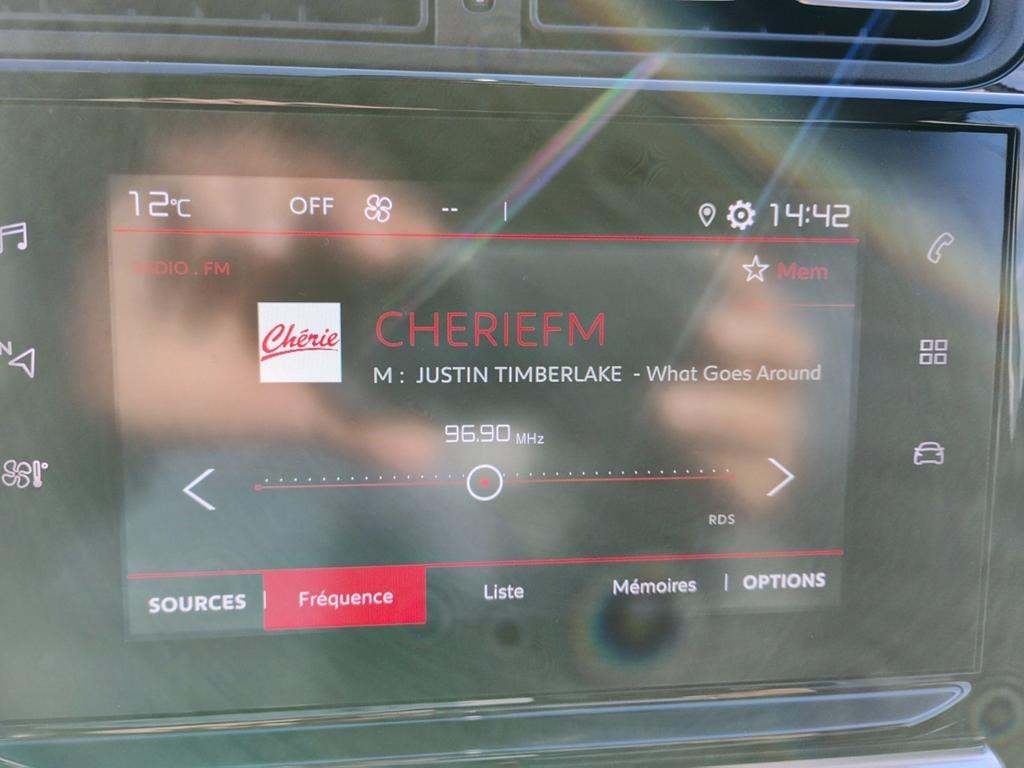 12°C OFF -- 14:42
RADIO . FM
Mem
Chérie
CHERIEFM
M : JUSTIN TIMBERLAKE - What Goes Around
96.90 MHz
RDS
SOURCES Fréquence Liste Mémoires OPTIONS
N